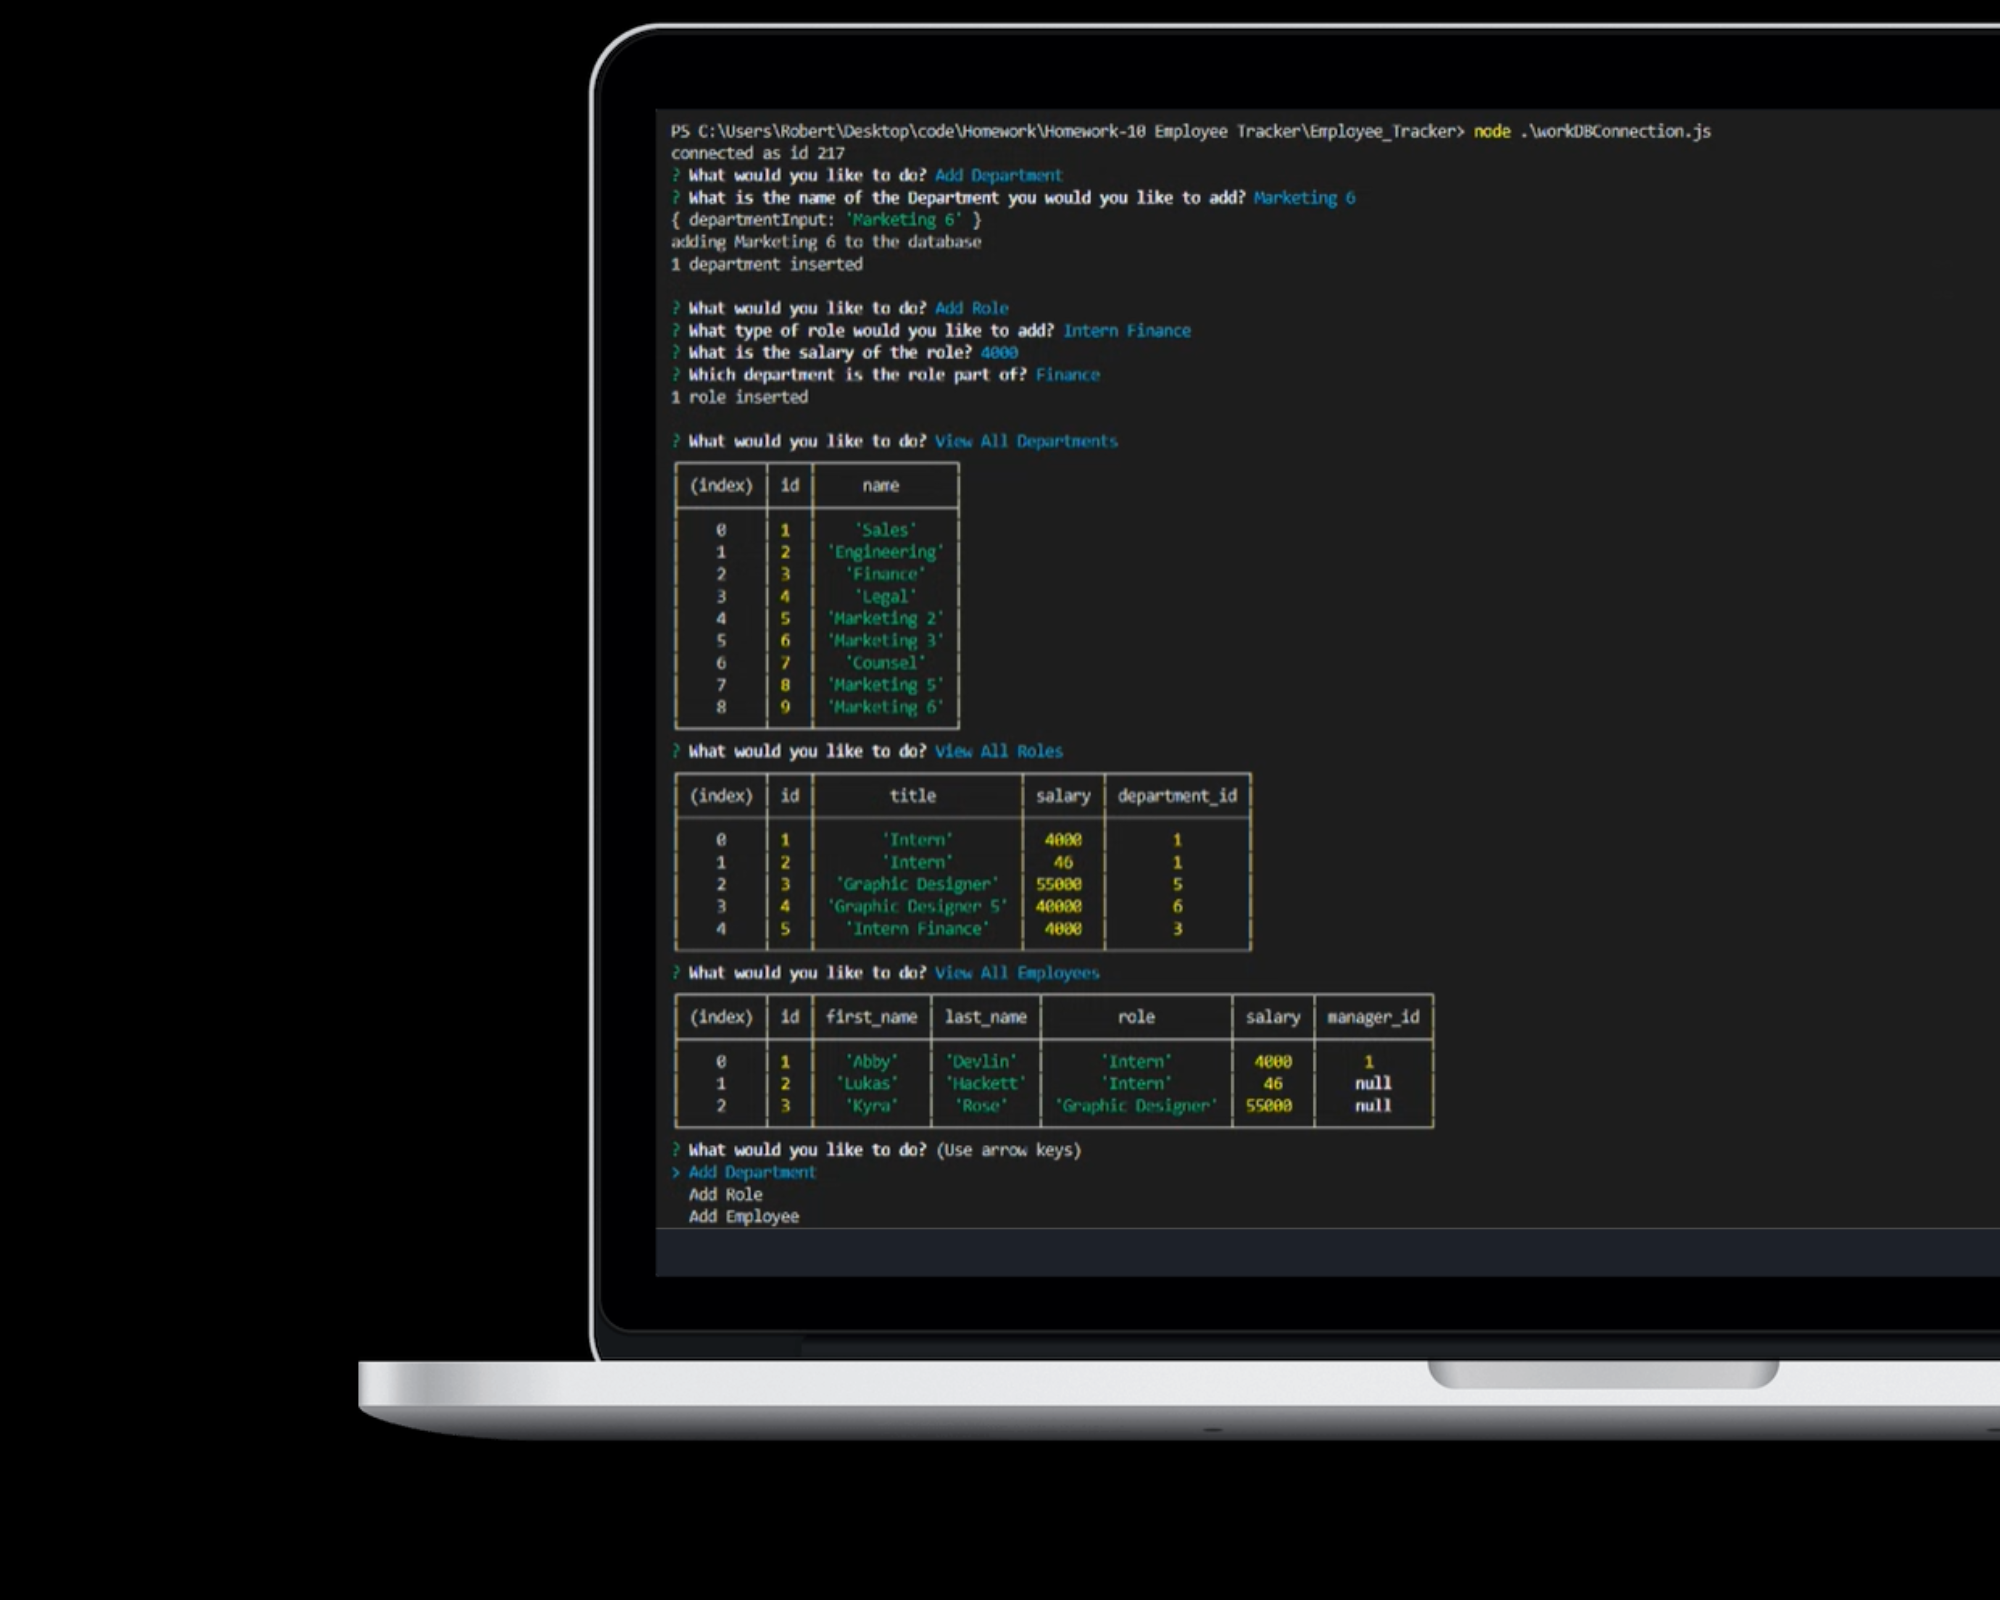 PS C:\Users\Robert\Desktop\code\Homework\Homework-10 Employee Tracker\Employee_Tracker> node .\workDBConnection.js
connected as id 217
? What would you like to do? Add Department
? What is the name of the Department you would you like to add? Marketing 6
{ departmentInput: 'Marketing 6' }
adding Marketing 6 to the database
1 department inserted
? What would you like to do? Add Role
? What type of role would you like to add? Intern Finance
? What is the salary of the role? 4000
? Which department is the role part of? Finance
1 role inserted
? What would you like to do? View All Departments
(index) id name
0 1 'Sales'
1 2 'Engineering'
2 3 'Finance'
3 4 'Legal'
4 5 'Marketing 2'
5 6 'Marketing 3'
6 7 'Counsel'
7 8 'Marketing 5'
8 9 'Marketing 6'
? What would you like to do? View All Roles
(index) id title salary department_id
0 1 'Intern' 4000 1
1 2 'Intern' 46 1
2 3 'Graphic Designer' 55000 5
3 4 'Graphic Designer 5' 40000 6
4 5 'Intern Finance' 4000 3
? What would you like to do? View All Employees
(index) id first_name last_name role salary manager_id
0 1 'Abby' 'Devlin' 'Intern' 4000 1
1 2 'Lukas' 'Hackett' 'Intern' 46 null
2 3 'Kyra' 'Rose' 'Graphic Designer' 55000 null
? What would you like to do? (Use arrow keys)
> Add Department
Add Role
Add Employee